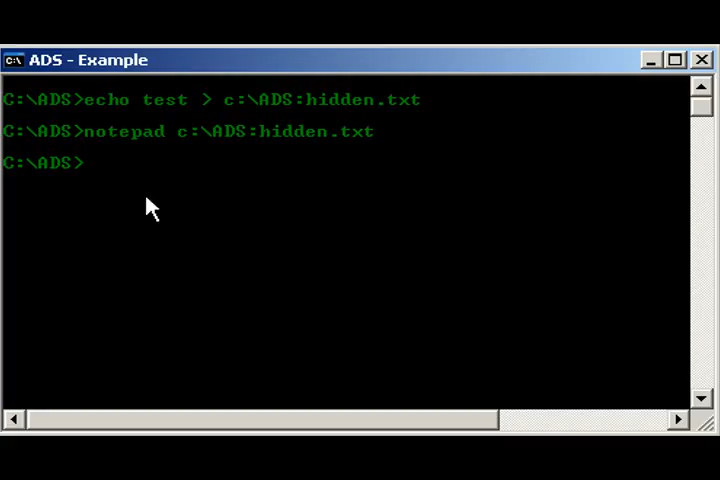 ADS - Example
C:\ADS>echo test > c:\ADS:hidden.txt
C:\ADS>notepad c:\ADS:hidden.txt
C:\ADS>